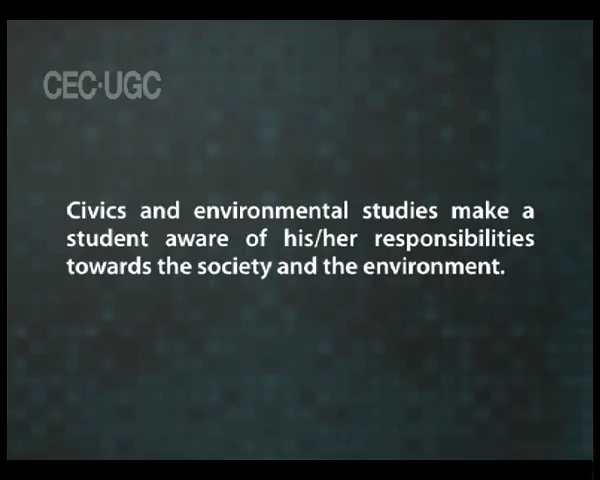 CEC·UGC
Civics and environmental studies make a
student aware of his/her responsibilities
towards the society and the environment.